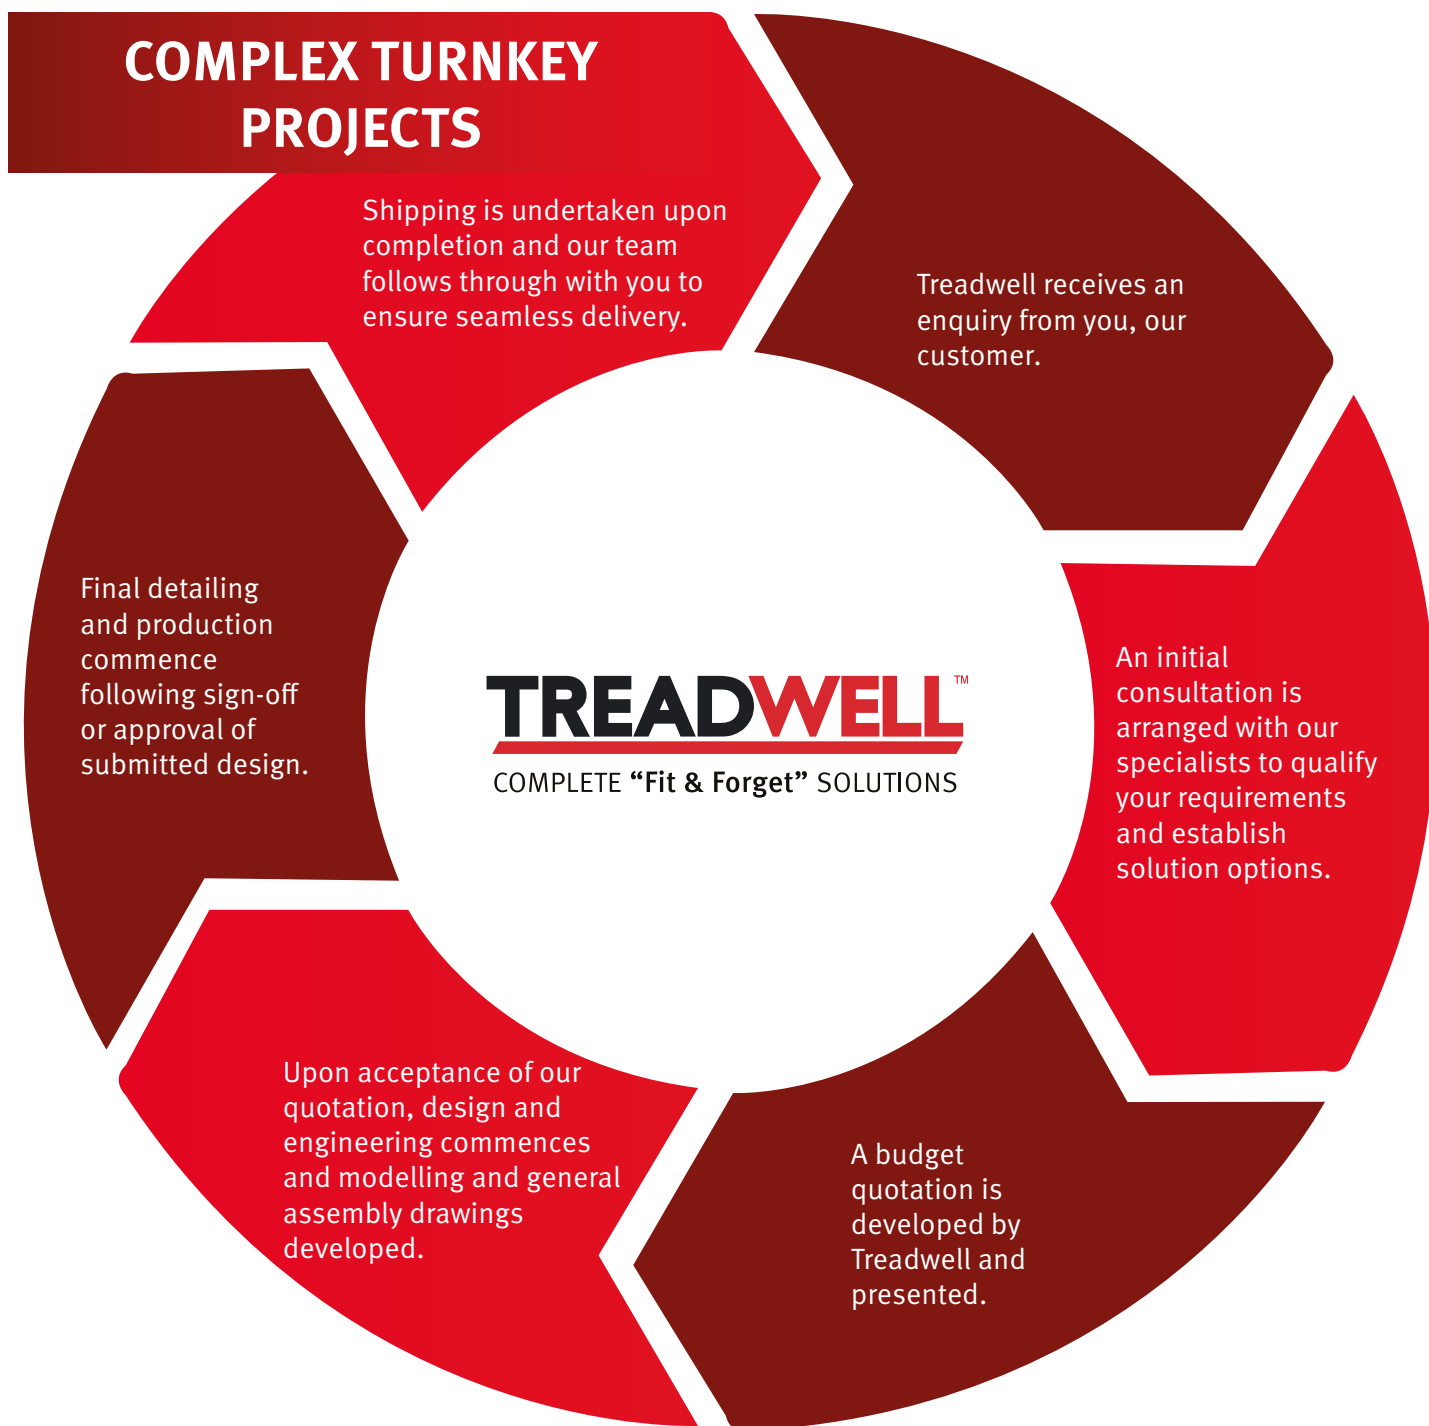 COMPLEX TURNKEY
PROJECTS
Shipping is undertaken upon
completion and our team
follows through with you to
ensure seamless delivery.
Treadwell receives an
enquiry from you, our
customer.
An initial
consultation is
arranged with our
specialists to qualify
your requirements
and establish
solution options.
A budget
quotation is
developed by
Treadwell and
presented.
Upon acceptance of our
quotation, design and
engineering commences
and modelling and general
assembly drawings
developed.
Final detailing
and production
commence
following sign-off
or approval of
submitted design.
TREADWELL™
COMPLETE “Fit & Forget” SOLUTIONS